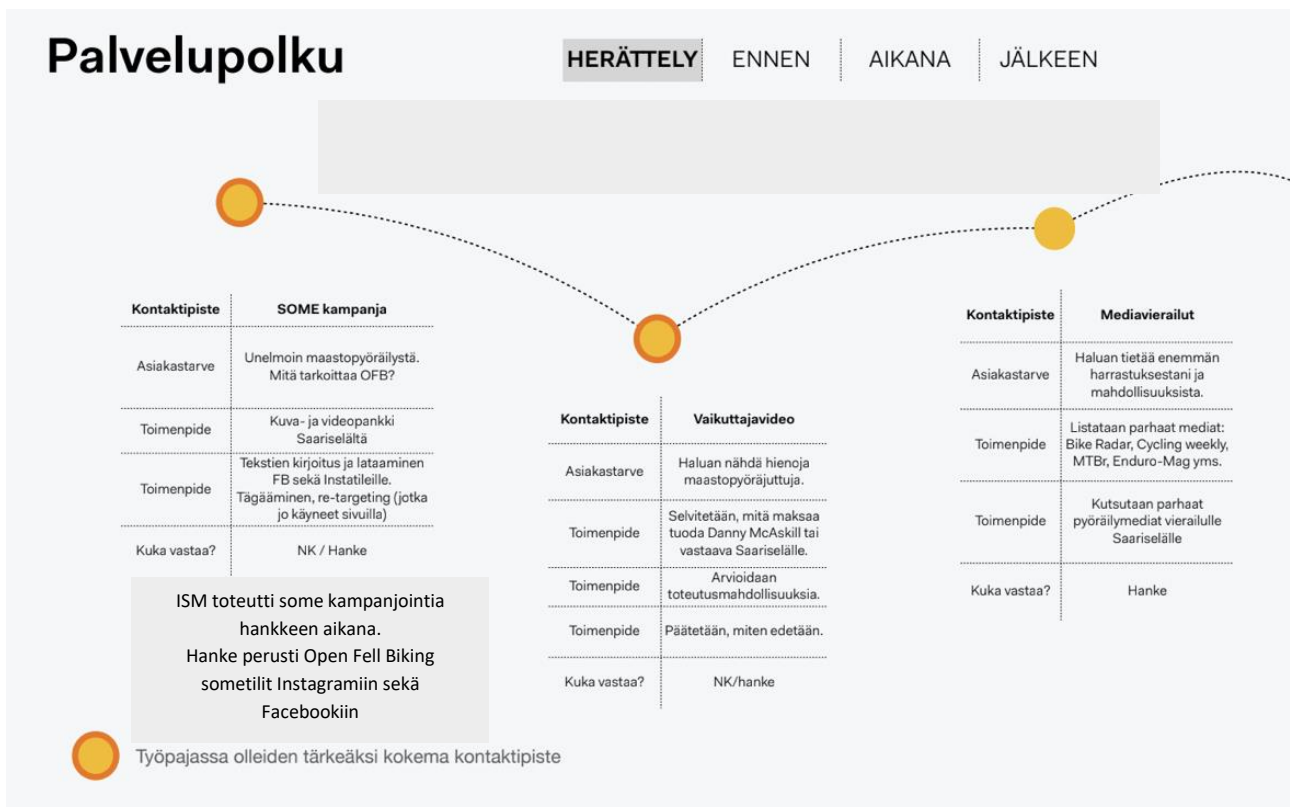 Palvelupolku
HERÄTTELY ENNEN AIKANA JÄLKEEN
Kontaktipiste SOME kampanja
Asiakastarve Unelmoin maastopyöräilystä.
Mitä tarkoittaa OFB?
Toimenpide Kuva- ja videopankki
Saariselältä
Toimenpide Tekstien kirjoitus ja lataaminen
FB sekä Instatileille.
Tägääminen, re-targeting (jotka
jo käyneet sivuilla)
Kuka vastaa? NK / Hanke
ISM toteutti some kampanjointia
hankkeen aikana.
Hanke perusti Open Fell Biking
sometilit Instagramiin sekä
Facebookiin
Kontaktipiste Vaikuttajavideo
Asiakastarve Haluan nähdä hienoja
maastopyöräjuttuja.
Toimenpide Selvitetään, mitä maksaa
tuoda Danny McAskill tai
vastaava Saariselälle.
Toimenpide Arvioidaan
toteutusmahdollisuuksia.
Toimenpide Päätetään, miten edetään.
Kuka vastaa? NK/hanke
Kontaktipiste Mediavierailut
Asiakastarve Haluan tietää enemmän
harrastuksestani ja
mahdollisuuksista.
Toimenpide Listataan parhaat mediat:
Bike Radar, Cycling weekly,
MTBr, Enduro-Mag yms.
Toimenpide Kutsutaan parhaat
pyöräilymediat vierailulle
Saariselälle
Kuka vastaa? Hanke
Työpajassa olleiden tärkeäksi kokema kontaktipiste